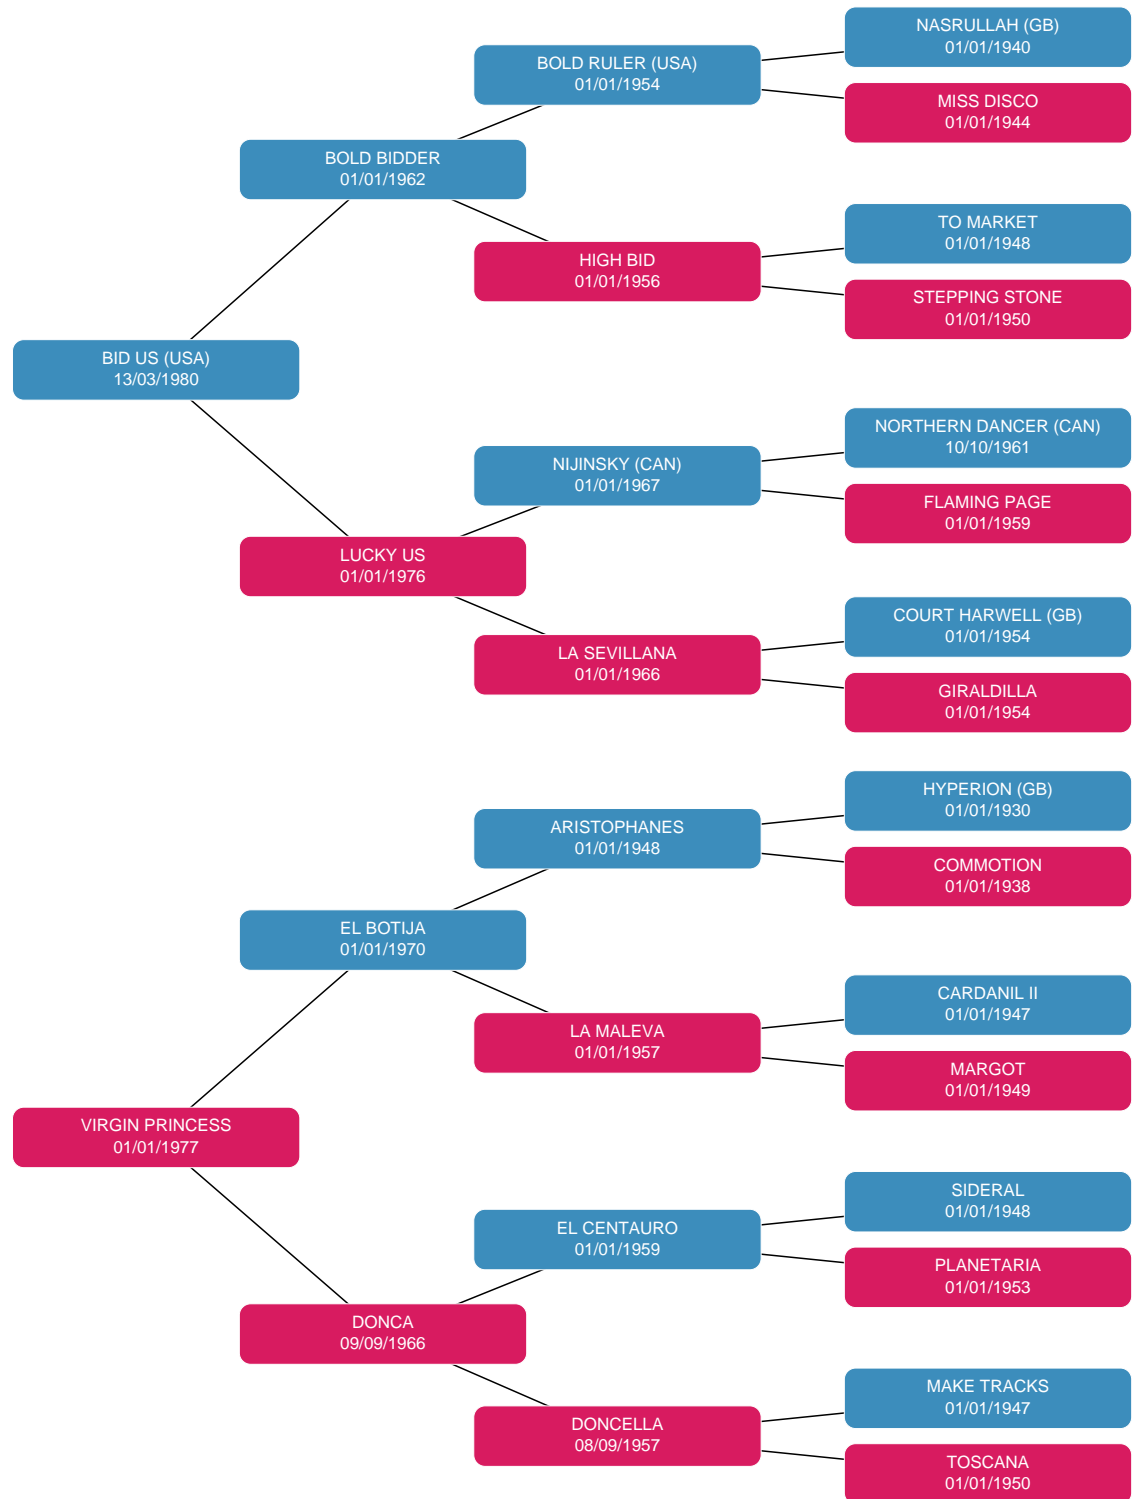 NASRULLAH (GB)
01/01/1940
BOLD RULER (USA)
01/01/1954
MISS DISCO
01/01/1944
BOLD BIDDER
01/01/1962
TO MARKET
01/01/1948
HIGH BID
01/01/1956
STEPPING STONE
01/01/1950
BID US (USA)
13/03/1980
NORTHERN DANCER (CAN)
10/10/1961
NIJINSKY (CAN)
01/01/1967
FLAMING PAGE
01/01/1959
LUCKY US
01/01/1976
COURT HARWELL (GB)
01/01/1954
LA SEVILLANA
01/01/1966
GIRALDILLA
01/01/1954
HYPERION (GB)
01/01/1930
ARISTOPHANES
01/01/1948
COMMOTION
01/01/1938
EL BOTIJA
01/01/1970
CARDANIL II
01/01/1947
LA MALEVA
01/01/1957
MARGOT
01/01/1949
VIRGIN PRINCESS
01/01/1977
SIDERAL
01/01/1948
EL CENTAURO
01/01/1959
PLANETARIA
01/01/1953
DONCA
09/09/1966
MAKE TRACKS
01/01/1947
DONCELLA
08/09/1957
TOSCANA
01/01/1950